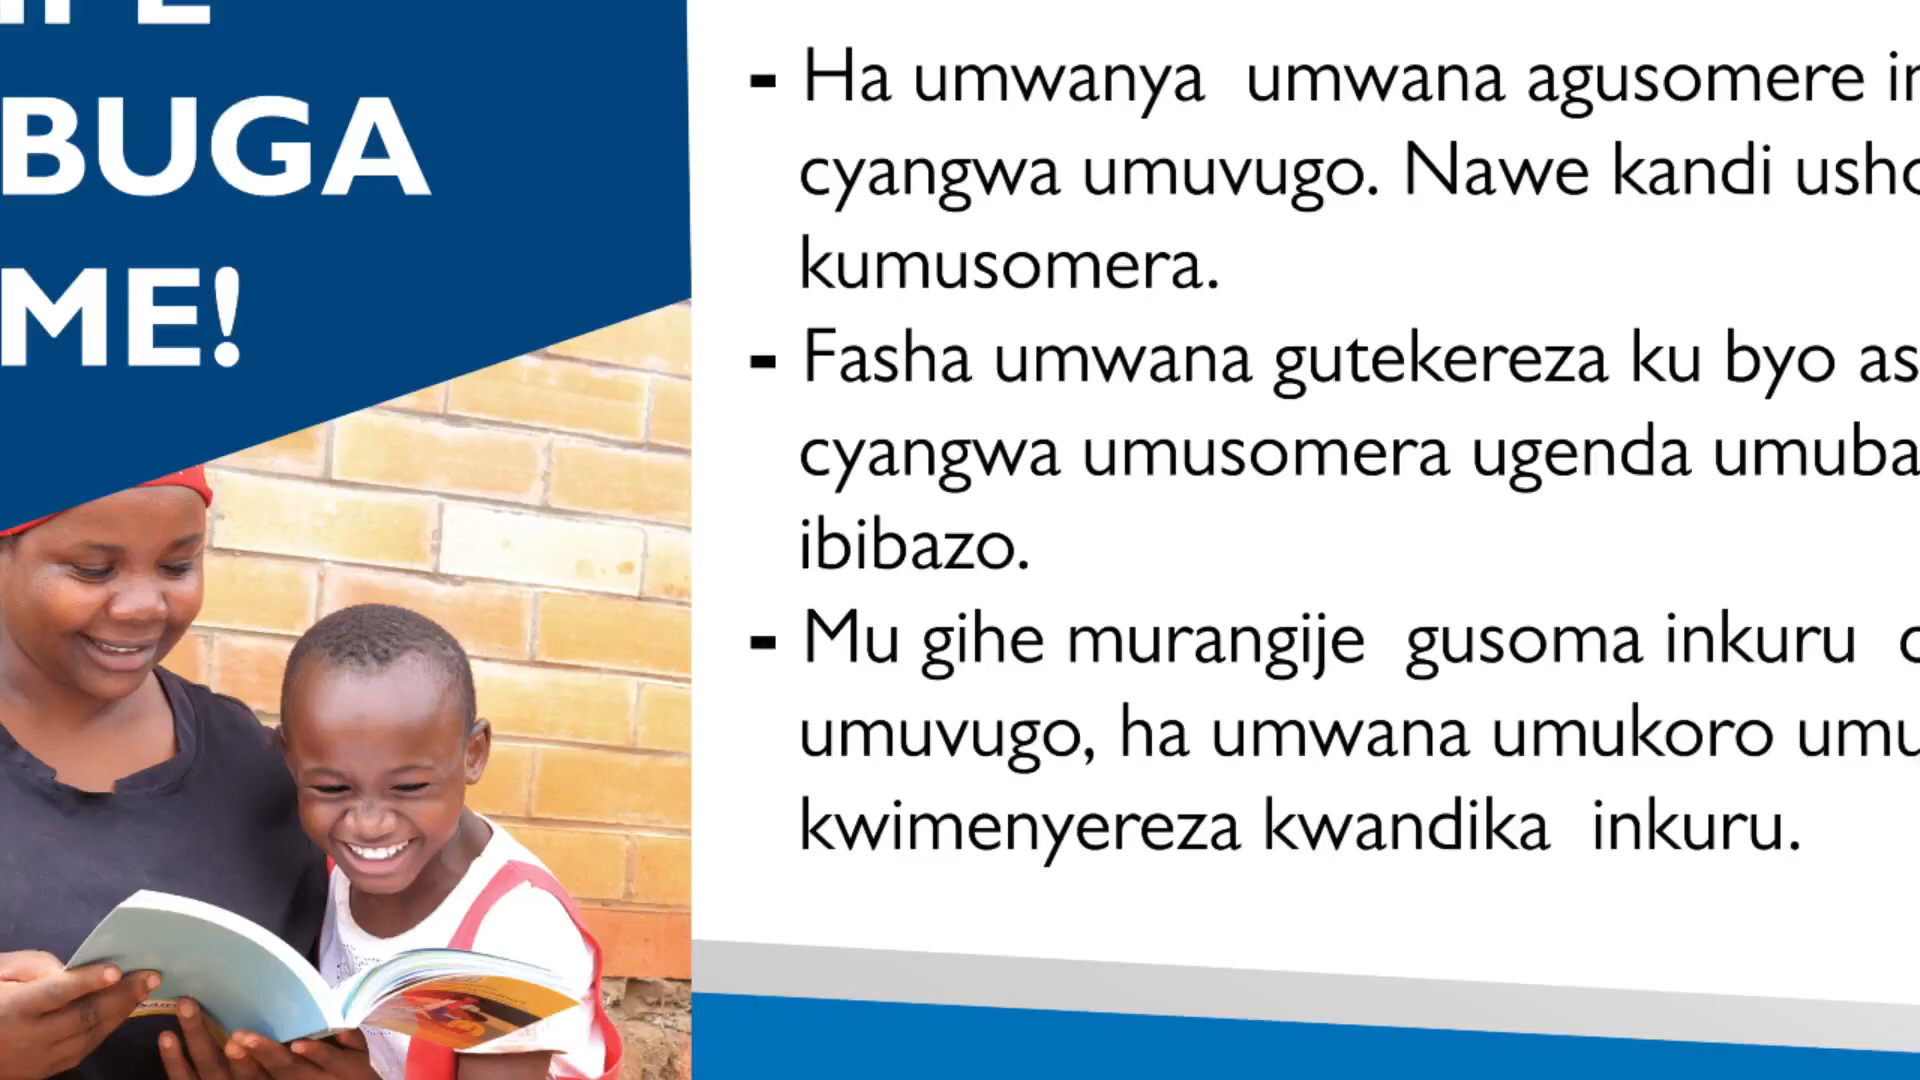 BUGA
ME!
- Ha umwanya umwana agusomere
cyangwa umuvugo. Nawe kandi
kumusomera.
- Fasha umwana gutekereza ku byo
cyangwa umusomera ugenda
ibibazo.
- Mu gihe murangije gusoma inkuru
umuvugo, ha umwana umukoro
kwimenyereza kwandika inkuru.